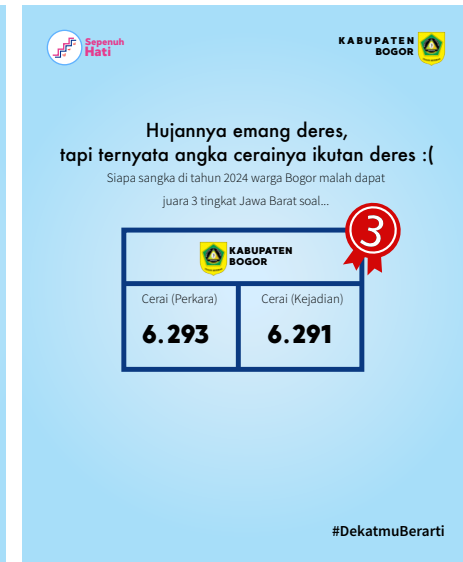 Sepenuh
Hati
KABUPATEN
BOGOR
Hujannya emang deres,
tapi ternyata angka cerainya ikutan deres :(
Siapa sangka di tahun 2024 warga Bogor malah dapat
juara 3 tingkat Jawa Barat soal...
3
KABUPATEN
BOGOR
Cerai (Perkara)
Cerai (Kejadian)
6.293
6.291
#DekatmuBerarti